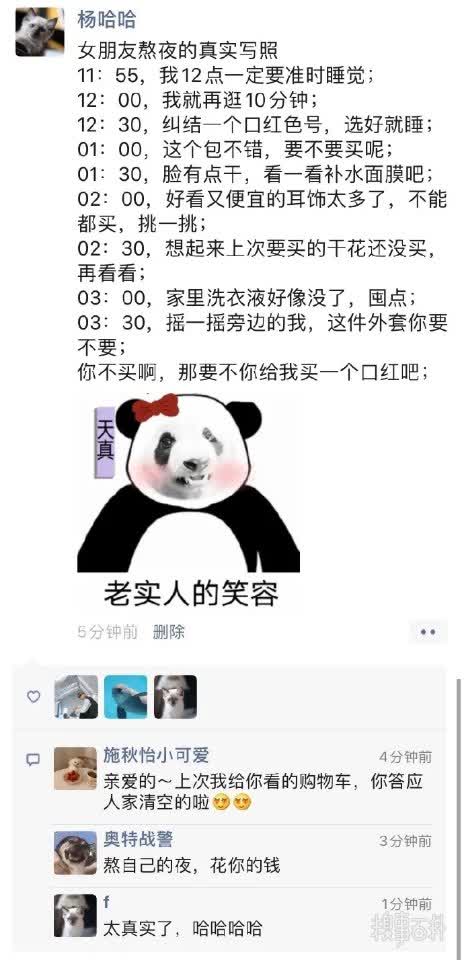 杨哈哈
女朋友熬夜的真实写照
11：55，我12点一定要准时睡觉；
12：00，我就再逛10分钟；
12：30，纠结一个口红色号，选好就睡；
01：00，这个包不错，要不要买呢；
01：30，脸有点干，看一看补水面膜吧；
02：00，好看又便宜的耳饰太多了，不能
都买，挑一挑；
02：30，想起来上次要买的干花还没买，
再看看；
03：00，家里洗衣液好像没了，囤点；
03：30，摇一摇旁边的我，这件外套你要
不要；
你不买啊，那要不你给我买一个口红吧；
天真
老实人的笑容
5分钟前 删除
施秋怡小可爱 4分钟前
亲爱的～上次我给你看的购物车，你答应
人家清空的啦😍😍
奥特战警 3分钟前
熬自己的夜，花你的钱
f 1分钟前
太真实了，哈哈哈哈